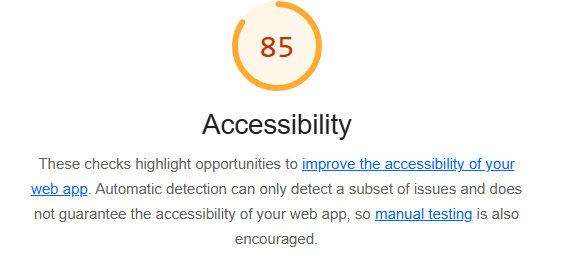 85
Accessibility
These checks highlight opportunities to improve the accessibility of your
web app. Automatic detection can only detect a subset of issues and does
not guarantee the accessibility of your web app, so manual testing is also
encouraged.